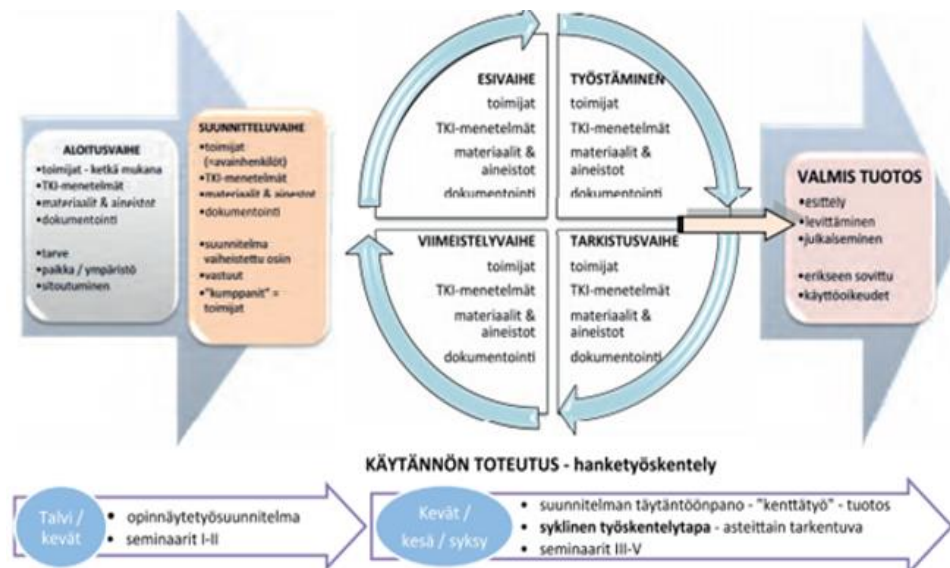 ALOITUSVAIHE
•toimijat - ketkä mukana
•TKI-menetelmät
•materiaalit & aineistot
•dokumentointi
•tarve
•paikka / ympäristö
•sitoutuminen
SUUNNITTELUVAIHE
•toimijat
(=avainhenkilöt)
•TKI-menetelmät
•materiaalit & aineistot
•dokumentointi
•suunnitelma
vaiheistettu osiin
•vastuut
•"kumppanit" =
toimijat
ESIVAIHE
toimijat
TKI-menetelmät
materiaalit &
aineistot
dokumentointi
TYÖSTÄMINEN
toimijat
TKI-menetelmät
materiaalit &
aineistot
dokumentointi
VIIMEISTELYVAIHE
toimijat
TKI-menetelmät
materiaalit &
aineistot
dokumentointi
TARKISTUSVAIHE
toimijat
TKI-menetelmät
materiaalit &
aineistot
dokumentointi
VALMIS TUOTOS
•esittely
•levittäminen
•julkaiseminen
•erikseen sovittu
•käyttöoikeudet
KÄYTÄNNÖN TOTEUTUS - hanketyöskentely
Talvi /
kevät
• opinnäytetyösuunnitelma
• seminaarit I-II
Kevät /
kesä / syksy
• suunnitelman täytäntöönpano - "kenttätyö" - tuotos
• syklinen työskentelytapa - asteittain tarkentuva
• seminaarit III-V